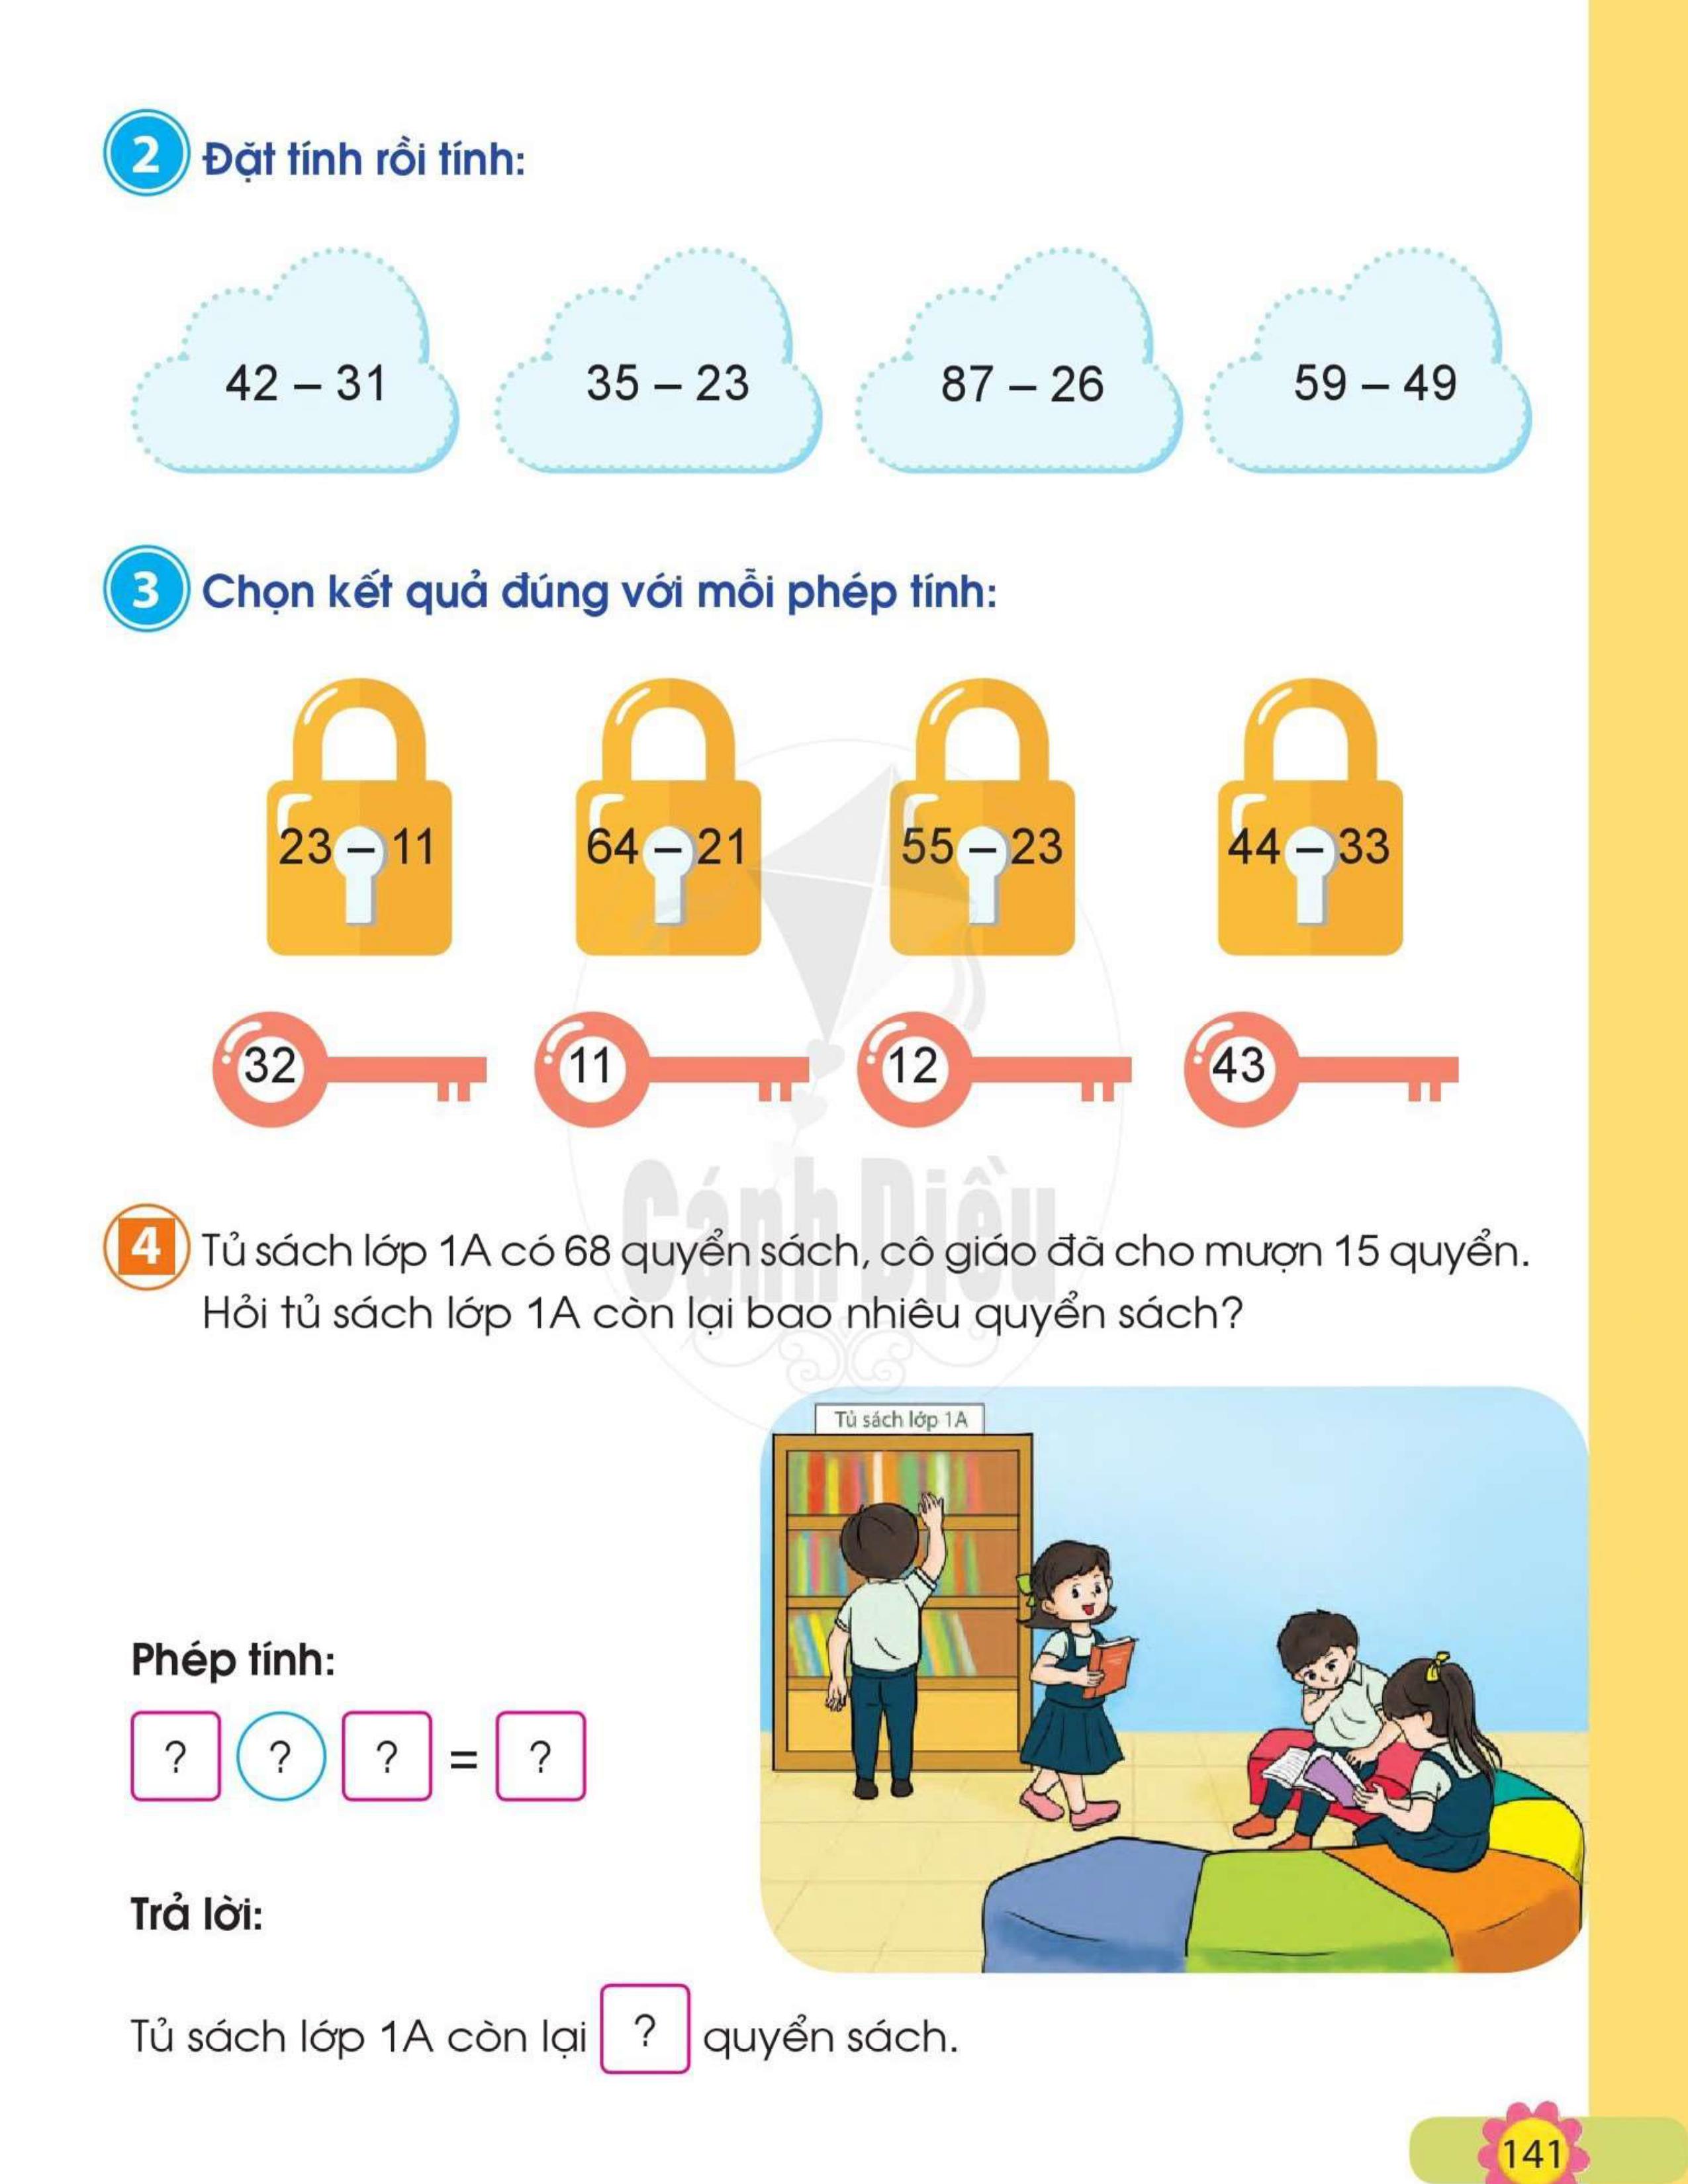 2 Đặt tính rồi tính:
42 – 31 35 – 23 87 – 26 59 – 49
3 Chọn kết quả đúng với mỗi phép tính:
23 – 11 64 – 21 55 – 23 44 – 33
32 11 12 43
Cánh Diều
4 Tủ sách lớp 1A có 68 quyển sách, cô giáo đã cho mượn 15 quyển.
Hỏi tủ sách lớp 1A còn lại bao nhiêu quyển sách?
Tủ sách lớp 1A
Phép tính:
? ? ? = ?
Trả lời:
Tủ sách lớp 1A còn lại ? quyển sách.
141